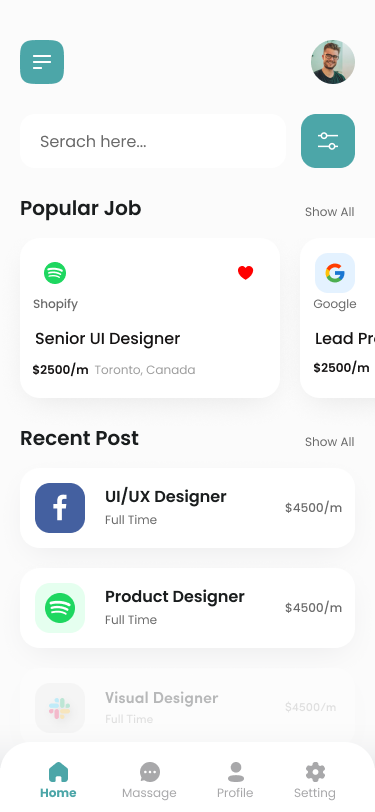 Serach here...
Popular Job
Show All
Shopify
Google
Senior UI Designer
Lead Pr
$2500/m Toronto, Canada
$2500/m
Recent Post
Show All
UI/UX Designer
Full Time
$4500/m
Product Designer
Full Time
$4500/m
Visual Designer
Full Time
$4500/m
Home
Massage
Profile
Setting